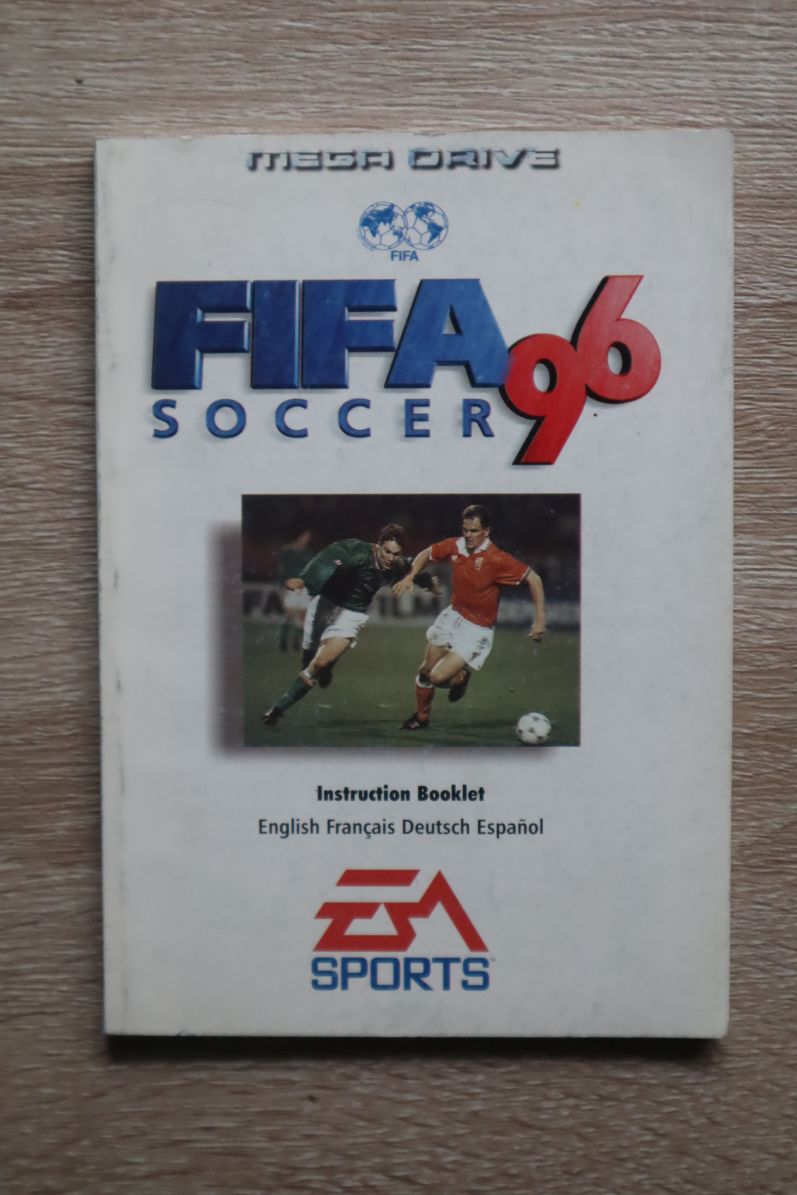 MEGA DRIVE
FIFA
FIFA 96
SOCCER
Instruction Booklet
English Français Deutsch Español
EA
SPORTS